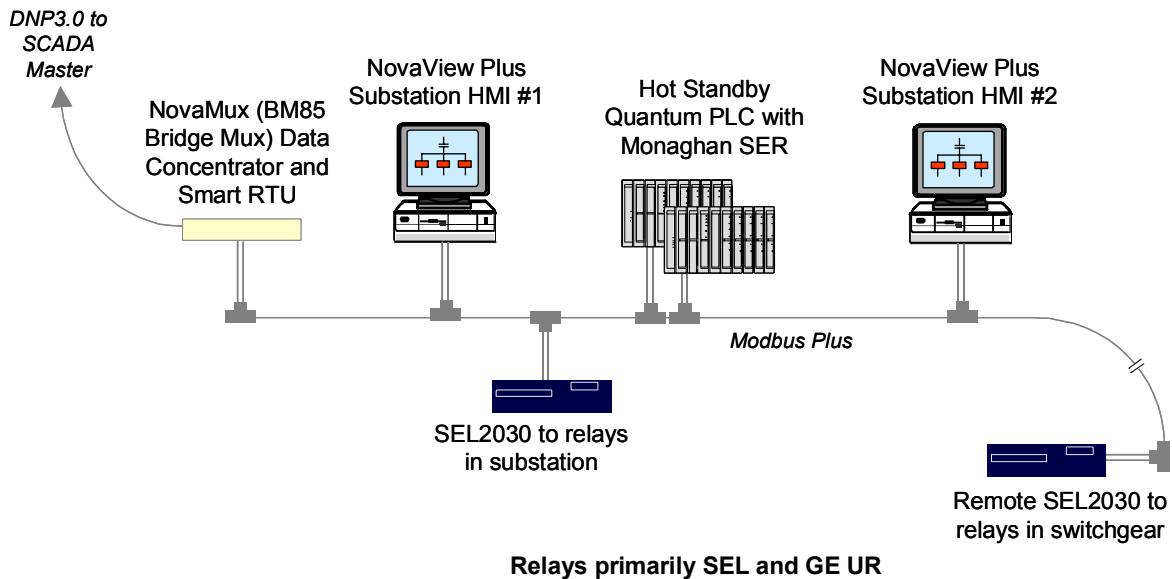 DNP3.0 to
SCADA
Master
NovaMux (BM85
Bridge Mux) Data
Concentrator and
Smart RTU
NovaView Plus
Substation HMI #1
Hot Standby
Quantum PLC with
Monaghan SER
NovaView Plus
Substation HMI #2
Modbus Plus
SEL2030 to relays
in substation
Remote SEL2030 to
relays in switchgear
Relays primarily SEL and GE UR